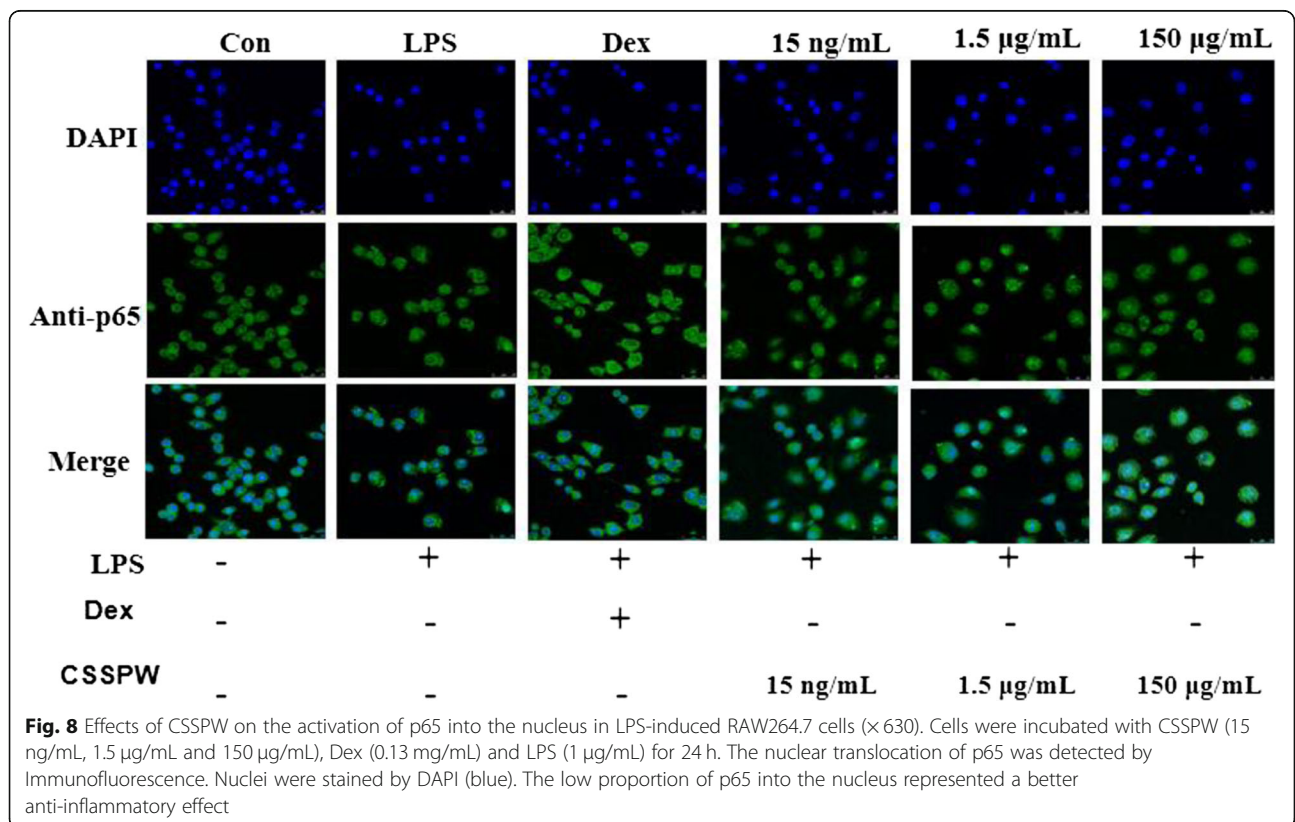 Con LPS Dex 15 ng/mL 1.5 μg/mL 150 μg/mL
DAPI
Anti-p65
Merge
LPS - + + + + +
Dex - - + - - -
CSSPW - - - 15 ng/mL 1.5 μg/mL 150 μg/mL
Fig. 8 Effects of CSSPW on the activation of p65 into the nucleus in LPS-induced RAW264.7 cells (× 630). Cells were incubated with CSSPW (15
ng/mL, 1.5 μg/mL and 150 μg/mL), Dex (0.13 mg/mL) and LPS (1 μg/mL) for 24 h. The nuclear translocation of p65 was detected by
Immunofluorescence. Nuclei were stained by DAPI (blue). The low proportion of p65 into the nucleus represented a better
anti-inflammatory effect